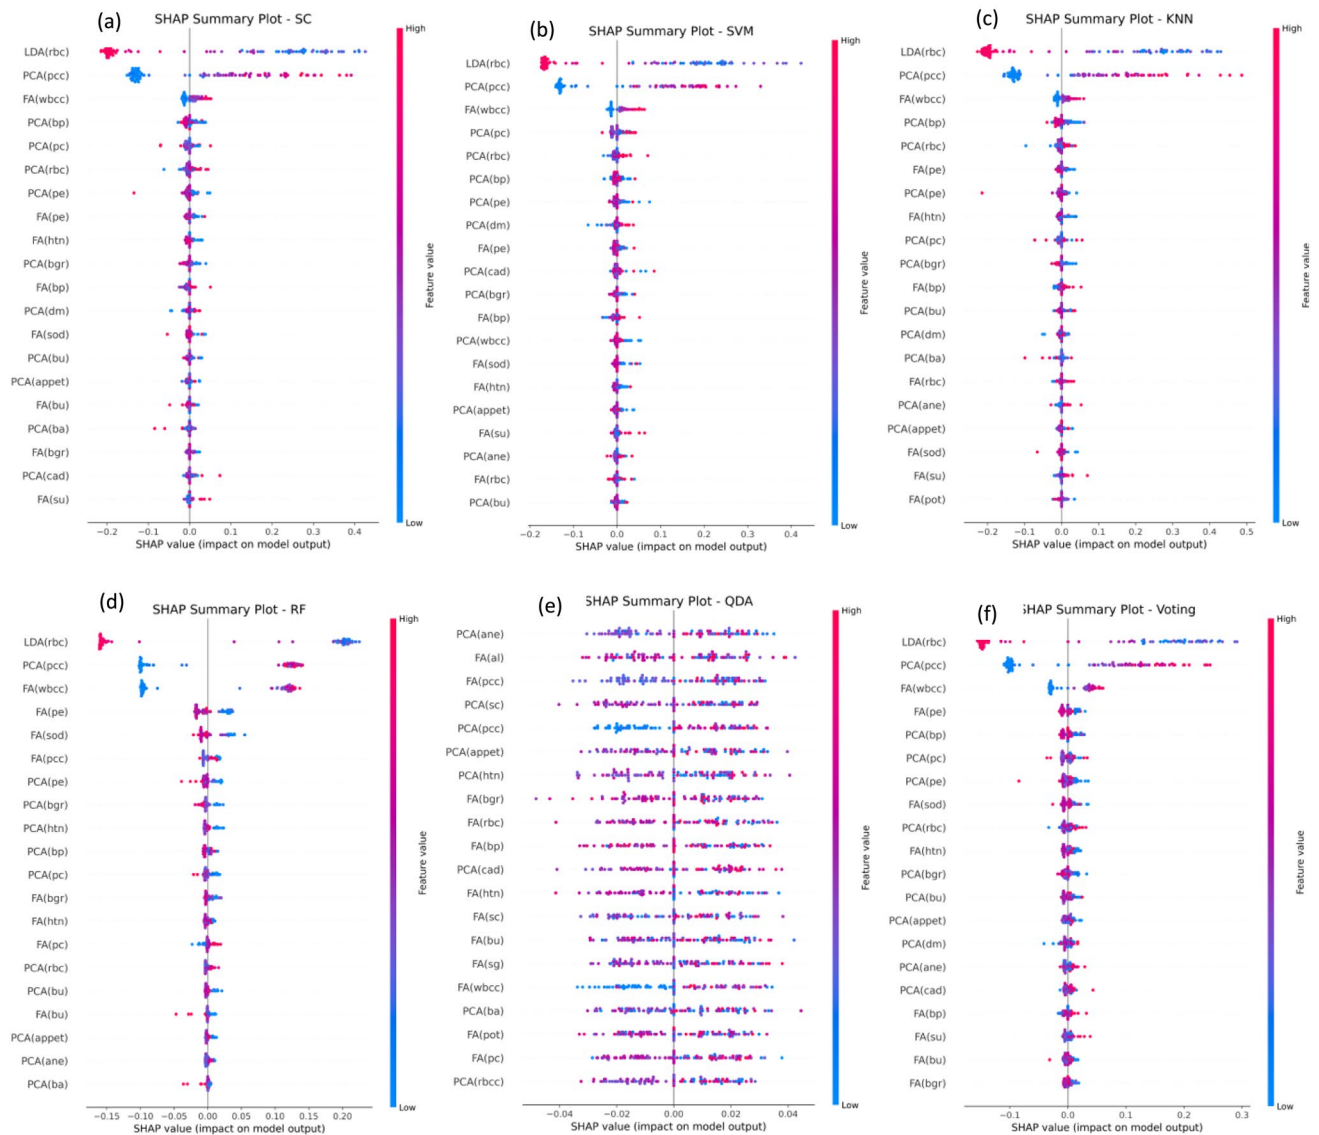 (a)
SHAP Summary Plot - SC
High
LDA(rbc)
PCA(pcc)
FA(wbcc)
PCA(bp)
PCA(pc)
PCA(rbc)
PCA(pe)
FA(pe)
FA(htn)
PCA(bgr)
FA(bp)
PCA(dm)
FA(sod)
PCA(bu)
PCA(appet)
FA(bu)
PCA(ba)
FA(bgr)
PCA(cad)
FA(su)
Feature value
Low
−0.2 −0.1 0.0 0.1 0.2 0.3 0.4
SHAP value (impact on model output)
(b)
SHAP Summary Plot - SVM
High
LDA(rbc)
PCA(pcc)
FA(wbcc)
PCA(pc)
PCA(rbc)
PCA(bp)
PCA(pe)
PCA(dm)
FA(pe)
PCA(cad)
PCA(bgr)
FA(bp)
PCA(wbcc)
FA(sod)
FA(htn)
PCA(appet)
FA(su)
PCA(ane)
FA(rbc)
PCA(bu)
Feature value
Low
−0.2 −0.1 0.0 0.1 0.2 0.3 0.4
SHAP value (impact on model output)
(c)
SHAP Summary Plot - KNN
High
LDA(rbc)
PCA(pcc)
FA(wbcc)
PCA(bp)
PCA(rbc)
FA(pe)
PCA(pe)
FA(htn)
PCA(pc)
PCA(bgr)
FA(bp)
PCA(bu)
PCA(dm)
PCA(ba)
FA(rbc)
PCA(ane)
PCA(appet)
FA(sod)
FA(su)
FA(pot)
Feature value
Low
−0.2 −0.1 0.0 0.1 0.2 0.3 0.4 0.5
SHAP value (impact on model output)
(d)
SHAP Summary Plot - RF
High
LDA(rbc)
PCA(pcc)
FA(wbcc)
FA(pe)
FA(sod)
FA(pcc)
PCA(pe)
PCA(bgr)
PCA(htn)
PCA(bp)
PCA(pc)
FA(bgr)
FA(htn)
FA(pc)
PCA(rbc)
PCA(bu)
FA(bu)
PCA(appet)
PCA(ane)
PCA(ba)
Feature value
Low
−0.15 −0.10 −0.05 0.00 0.05 0.10 0.15 0.20
SHAP value (impact on model output)
(e)
SHAP Summary Plot - QDA
High
PCA(ane)
FA(al)
FA(pcc)
PCA(sc)
PCA(pcc)
PCA(appet)
PCA(htn)
FA(bgr)
FA(rbc)
FA(bp)
PCA(cad)
FA(htn)
FA(sc)
FA(bu)
FA(sg)
FA(wbcc)
PCA(ba)
FA(pot)
FA(pc)
PCA(rbcc)
Feature value
Low
−0.04 −0.02 0.00 0.02 0.04
SHAP value (impact on model output)
(f)
SHAP Summary Plot - Voting
High
LDA(rbc)
PCA(pcc)
FA(wbcc)
FA(pe)
PCA(bp)
PCA(pc)
PCA(pe)
FA(sod)
PCA(rbc)
FA(htn)
PCA(bgr)
PCA(bu)
PCA(appet)
PCA(dm)
PCA(ane)
PCA(cad)
FA(bp)
FA(su)
FA(bu)
FA(bgr)
Feature value
Low
−0.1 0.0 0.1 0.2 0.3
SHAP value (impact on model output)